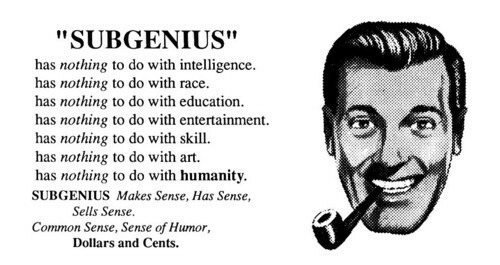 "SUBGENIUS"
has nothing to do with intelligence.
has nothing to do with race.
has nothing to do with education.
has nothing to do with entertainment.
has nothing to do with skill.
has nothing to do with art.
has nothing to do with humanity.
SUBGENIUS Makes Sense, Has Sense,
Sells Sense.
Common Sense, Sense of Humor,
Dollars and Cents.